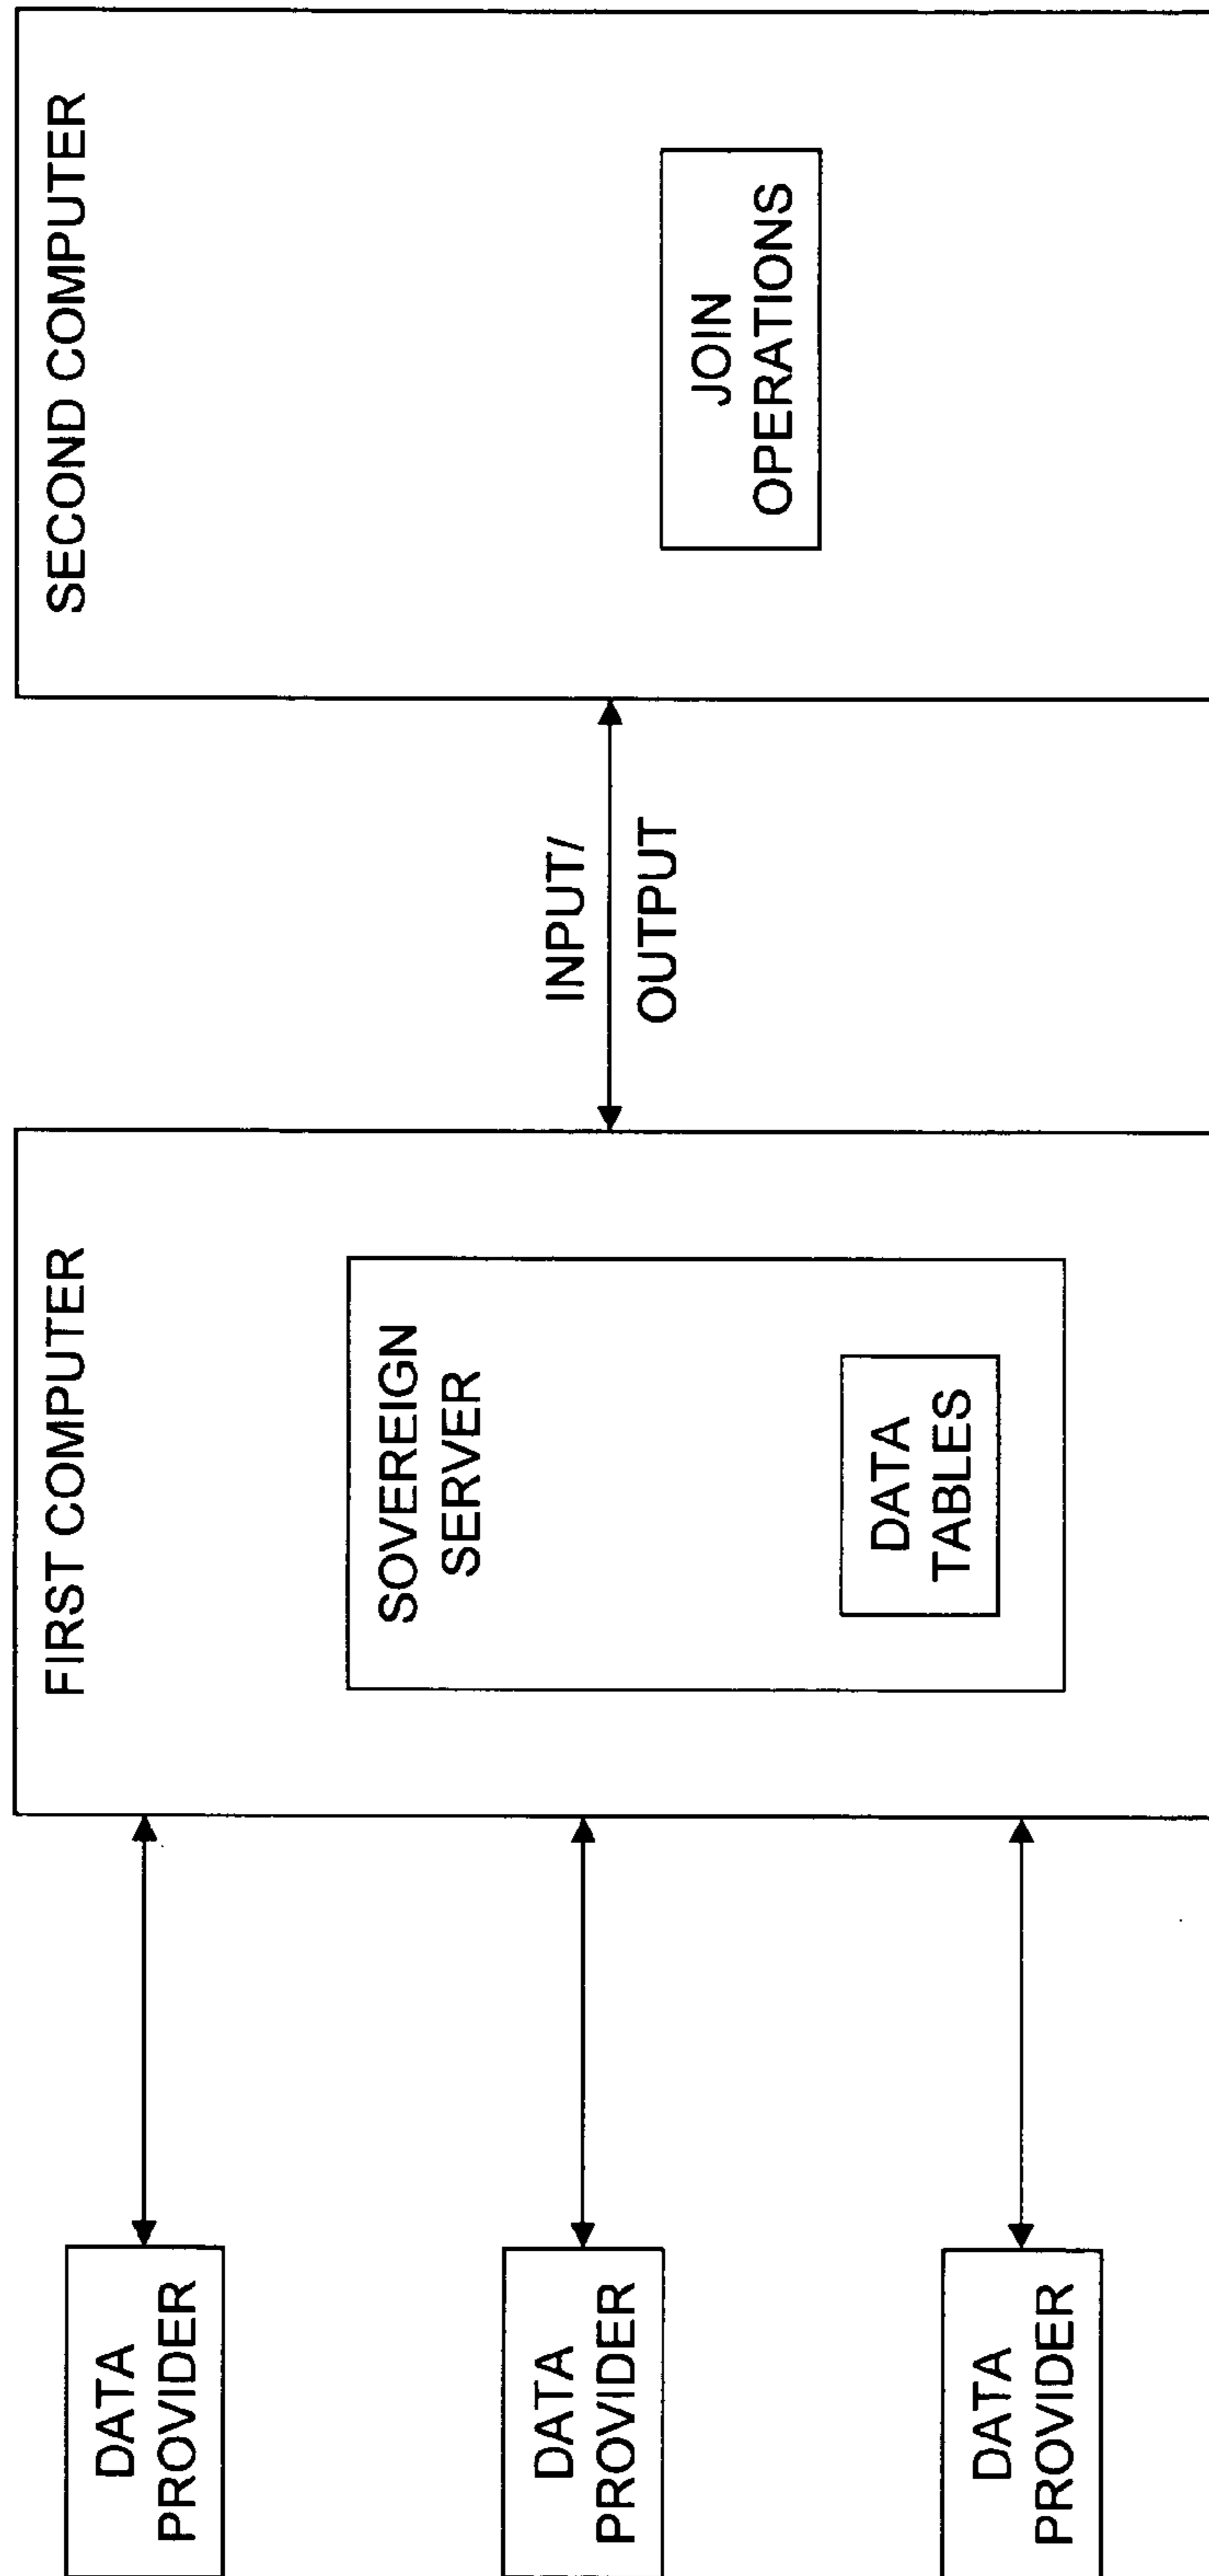 DATA
PROVIDER
DATA
PROVIDER
DATA
PROVIDER
FIRST COMPUTER
SOVEREIGN
SERVER
DATA
TABLES
INPUT/
OUTPUT
SECOND COMPUTER
JOIN
OPERATIONS